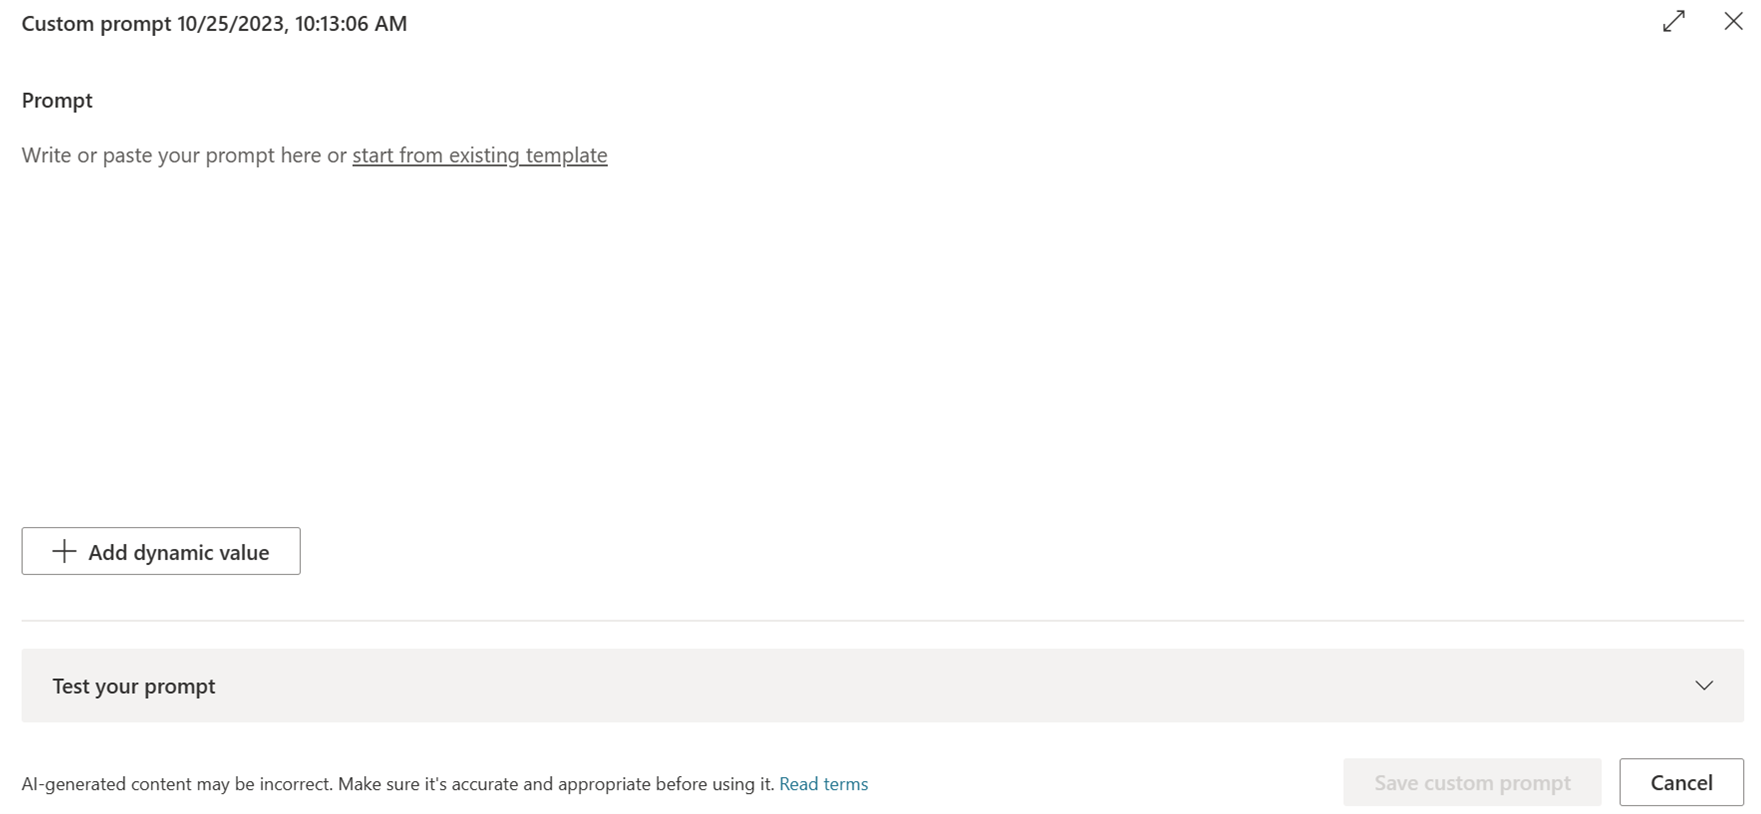 Custom prompt 10/25/2023, 10:13:06 AM
Prompt
Write or paste your prompt here or start from existing template
Add dynamic value
Test your prompt
AI-generated content may be incorrect. Make sure it's accurate and appropriate before using it. Read terms
Save custom prompt
Cancel